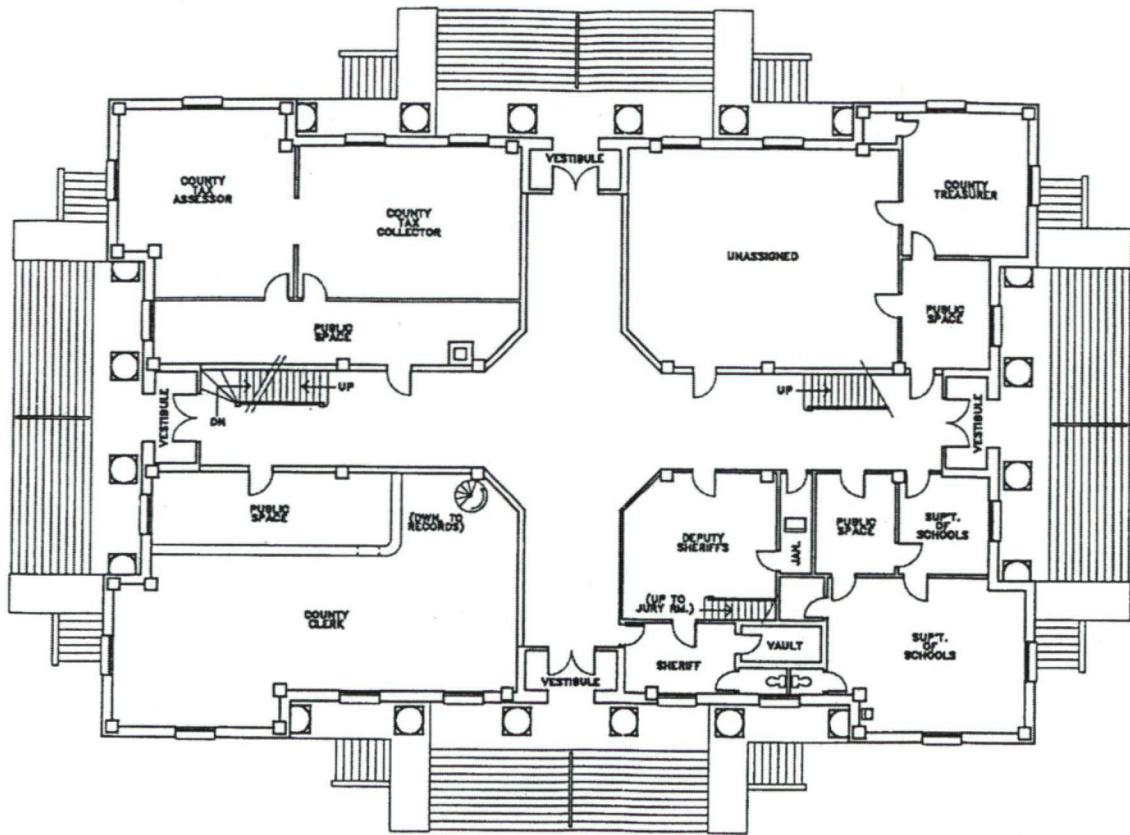 VESTIBULE
COUNTY
TAX
ASSESSOR
COUNTY
TAX
COLLECTOR
UNASSIGNED
COUNTY
TREASURER
PUBLIC
SPACE
PUBLIC
SPACE
UP
DN
VESTIBULE
UP
VESTIBULE
PUBLIC
SPACE
(DWN. TO
RECORDS)
COUNTY
CLERK
DEPUTY
SHERIFFS
JAN.
PUBLIC
SPACE
SUP'T.
OF
SCHOOLS
(UP TO
JURY RM.)
SHERIFF
VAULT
SUP'T.
OF
SCHOOLS
VESTIBULE